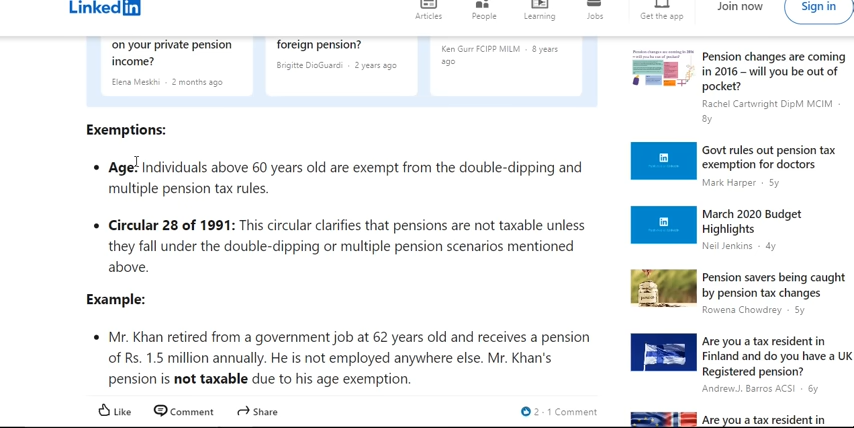 LinkedIn
Articles
People
Learning
Jobs
Get the app
Join now
Sign in
on your private pension
income?
Elena Meskhi · 2 months ago
foreign pension?
Brigitte DioGuardi · 2 years ago
Ken Gurr FCIPP MILM · 8 years
ago
Exemptions:
• Age: Individuals above 60 years old are exempt from the double-dipping and
multiple pension tax rules.
• Circular 28 of 1991: This circular clarifies that pensions are not taxable unless
they fall under the double-dipping or multiple pension scenarios mentioned
above.
Example:
• Mr. Khan retired from a government job at 62 years old and receives a pension
of Rs. 1.5 million annually. He is not employed anywhere else. Mr. Khan's
pension is not taxable due to his age exemption.
Like
Comment
Share
2 · 1 Comment
Pension changes are coming
in 2016 – will you be out of
pocket?
Rachel Cartwright DipM MCIM ·
8y
Govt rules out pension tax
exemption for doctors
Mark Harper · 5y
March 2020 Budget
Highlights
Neil Jenkins · 4y
Pension savers being caught
by pension tax changes
Rowena Chowdrey · 5y
Are you a tax resident in
Finland and do you have a UK
Registered pension?
Andrew.J. Barros ACSI · 6y
Are you a tax resident in